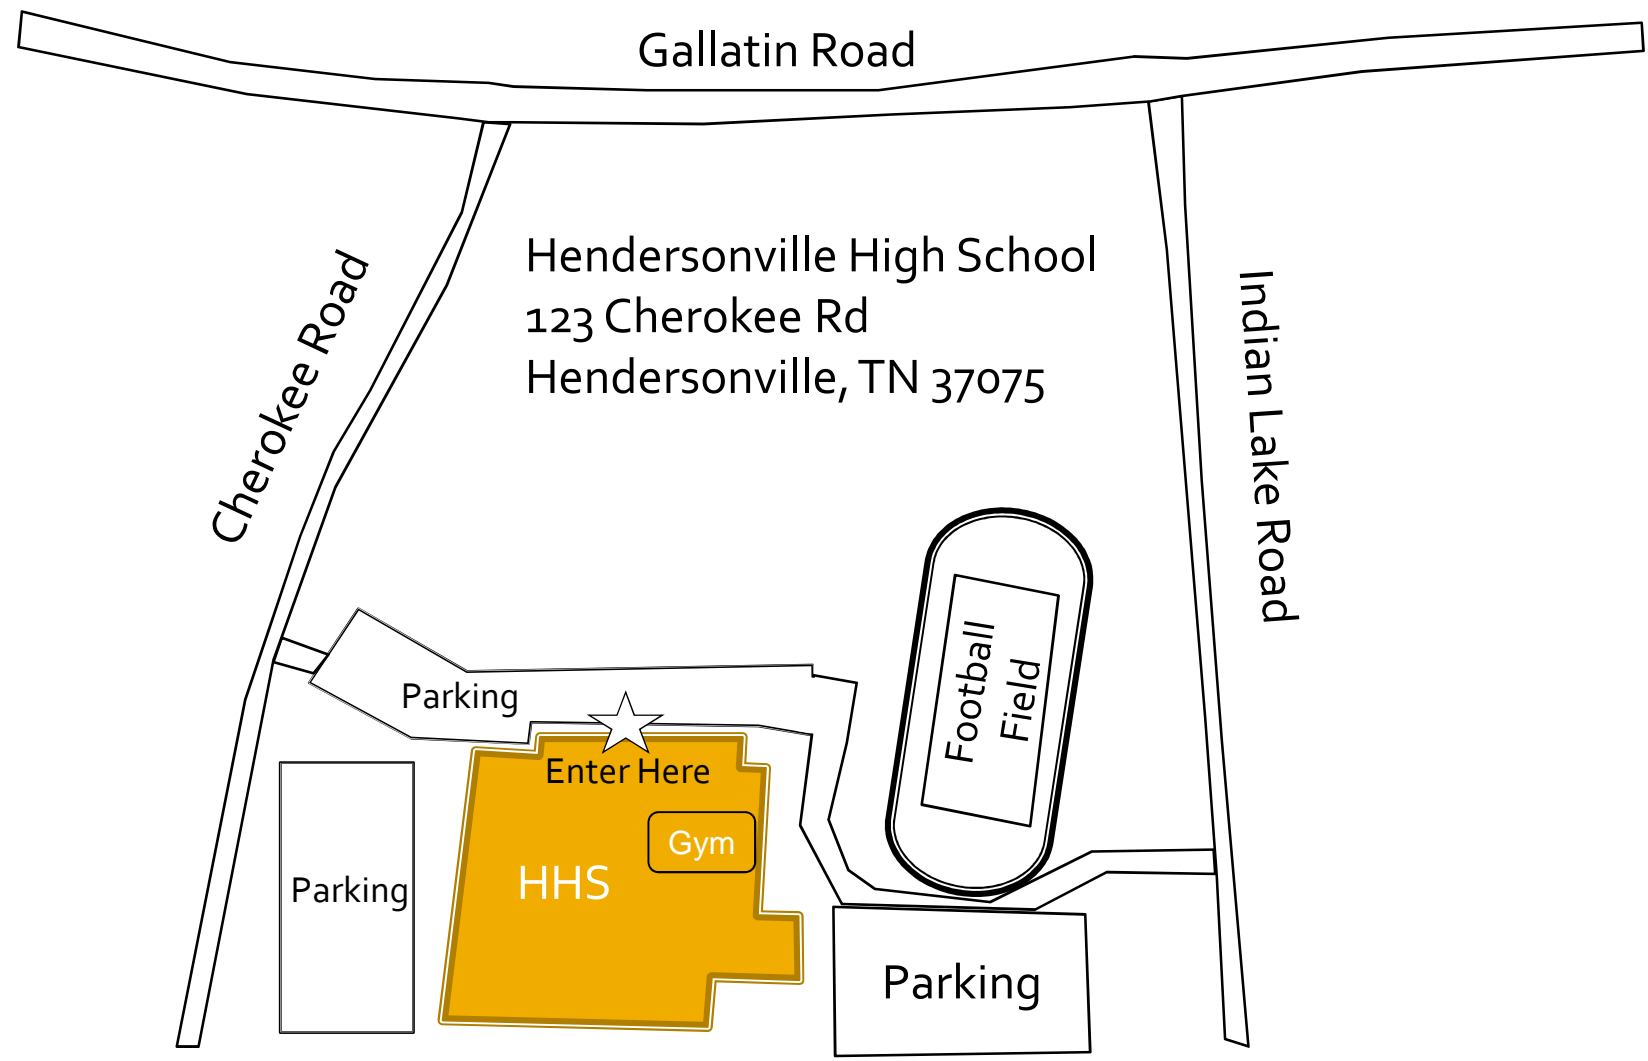 Gallatin Road
Hendersonville High School
123 Cherokee Rd
Hendersonville, TN 37075
Cherokee Road
Indian Lake Road
Football
Field
Parking
Enter Here
Gym
HHS
Parking
Parking